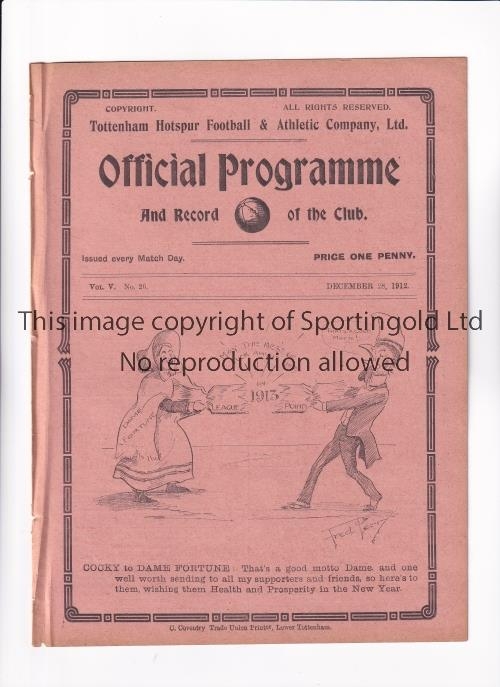 COPYRIGHT. ALL RIGHTS RESERVED.
Tottenham Hotspur Football & Athletic Company, Ltd.
Official Programme
And Record of the Club.
Issued every Match Day. PRICE ONE PENNY.
VOL. V. No. 26. DECEMBER 28, 1912.
This image copyright of Sportingold Ltd
No reproduction allowed
1913
LEAGUE POINTS
DAME FORTUNE
COCKY to DAME FORTUNE: That's a good motto Dame, and one
well worth sending to all my supporters and friends, so here's to
them, wishing them Health and Prosperity in the New Year.
C. Coventry Trade Union Printer, Lower Tottenham.